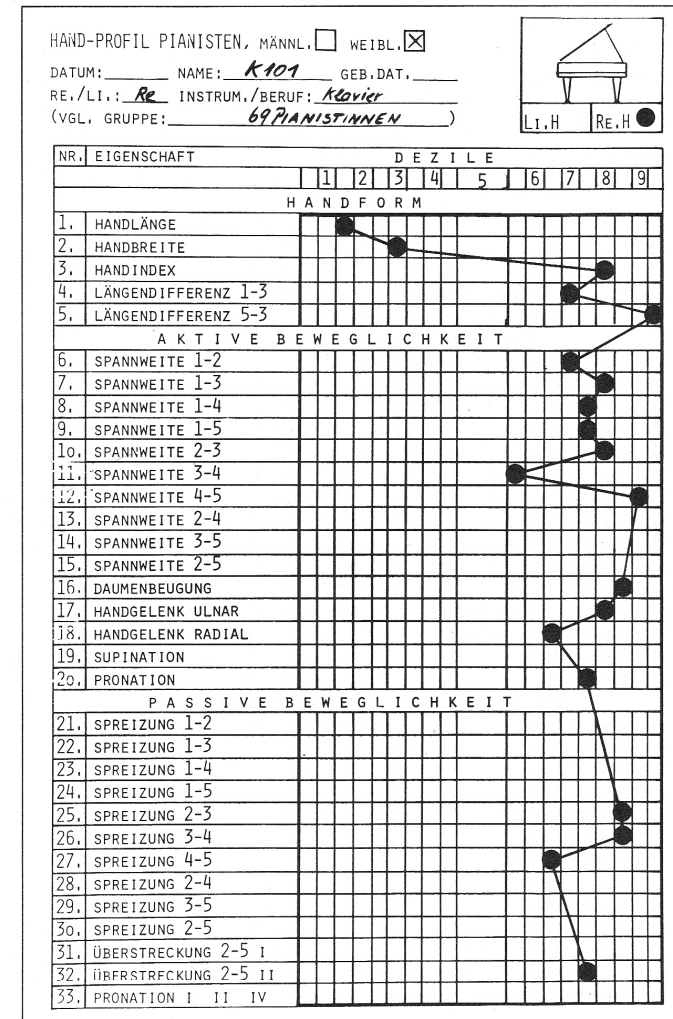 HAND-PROFIL PIANISTEN, MÄNNL. WEIBL.
DATUM: NAME: K101 GEB.DAT.
RE./LI.: Re INSTRUM./BERUF: Klavier
(VGL. GRUPPE: 69 PIANISTINNEN)
LI.H RE.H
NR. EIGENSCHAFT DEZILE
1 2 3 4 5 6 7 8 9
HANDFORM
1. HANDLÄNGE
2. HANDBREITE
3. HANDINDEX
4. LÄNGENDIFFERENZ 1-3
5. LÄNGENDIFFERENZ 5-3
AKTIVE BEWEGLICHKEIT
6. SPANNWEITE 1-2
7. SPANNWEITE 1-3
8. SPANNWEITE 1-4
9. SPANNWEITE 1-5
10. SPANNWEITE 2-3
11. SPANNWEITE 3-4
12. SPANNWEITE 4-5
13. SPANNWEITE 2-4
14. SPANNWEITE 3-5
15. SPANNWEITE 2-5
16. DAUMENBEUGUNG
17. HANDGELENK ULNAR
18. HANDGELENK RADIAL
19. SUPINATION
20. PRONATION
PASSIVE BEWEGLICHKEIT
21. SPREIZUNG 1-2
22. SPREIZUNG 1-3
23. SPREIZUNG 1-4
24. SPREIZUNG 1-5
25. SPREIZUNG 2-3
26. SPREIZUNG 3-4
27. SPREIZUNG 4-5
28. SPREIZUNG 2-4
29. SPREIZUNG 3-5
30. SPREIZUNG 2-5
31. ÜBERSTRECKUNG 2-5 I
32. ÜBERSTRECKUNG 2-5 II
33. PRONATION I II IV